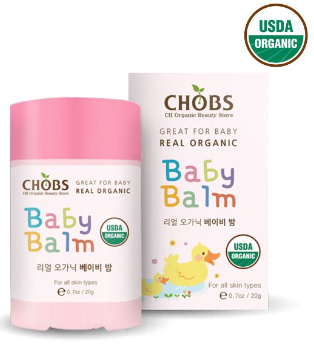 USDA
ORGANIC
CHOBS
CH Organic Beauty Store
GREAT FOR BABY
REAL ORGANIC
Baby
Balm
리얼 오가닉 베이비 밤
USDA
ORGANIC
For all skin types
℮ 0.7oz / 20g
CHOBS
CH Organic Beauty Store
GREAT FOR BABY
REAL ORGANIC
Baby
Balm
USDA
ORGANIC
리얼 오가닉 베이비 밤
For all skin types
℮ 0.7oz / 20g